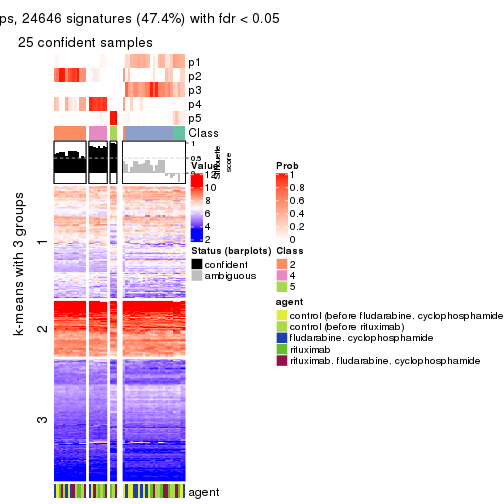 ps, 24646 signatures (47.4%) with fdr < 0.05
25 confident samples
p1
p2
p3
p4
p5
Class
1
0.5
0
Silhouette
score
k-means with 3 groups
1
2
3
agent
Value
12
10
8
6
4
2
Status (barplots)
confident
ambiguous
Prob
1
0.8
0.6
0.4
0.2
0
Class
2
4
5
agent
control (before fludarabine. cyclophosphamide
control (before rituximab)
fludarabine. cyclophosphamide
rituximab
rituximab. fludarabine. cyclophosphamide